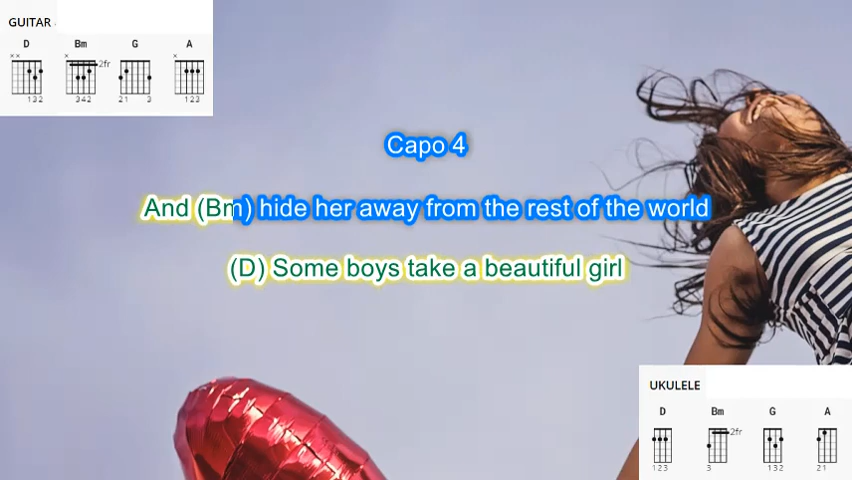 GUITAR
D Bm G A
×× × ×
2fr
132 342 21 3 123
Capo 4
And (Bm) hide her away from the rest of the world
(D) Some boys take a beautiful girl
UKULELE
D Bm G A
2fr
123 3 132 21